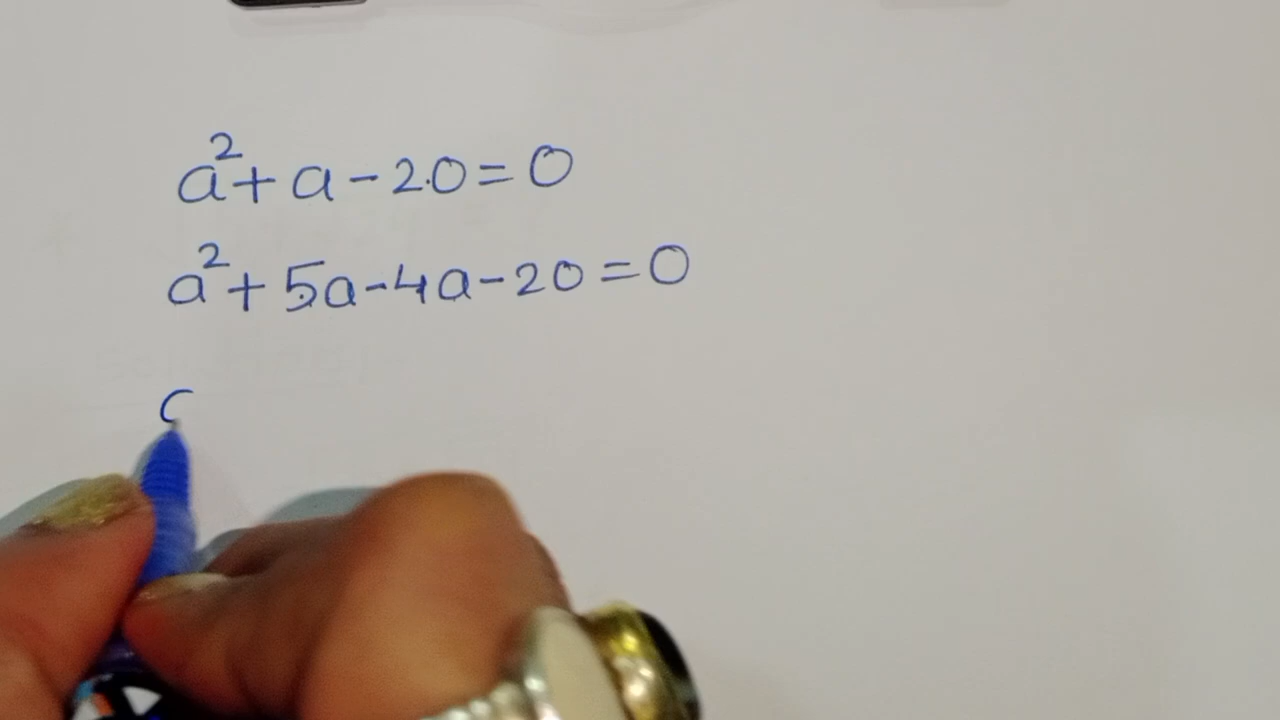 a² + a - 20 = 0
a² + 5a - 4a - 20 = 0